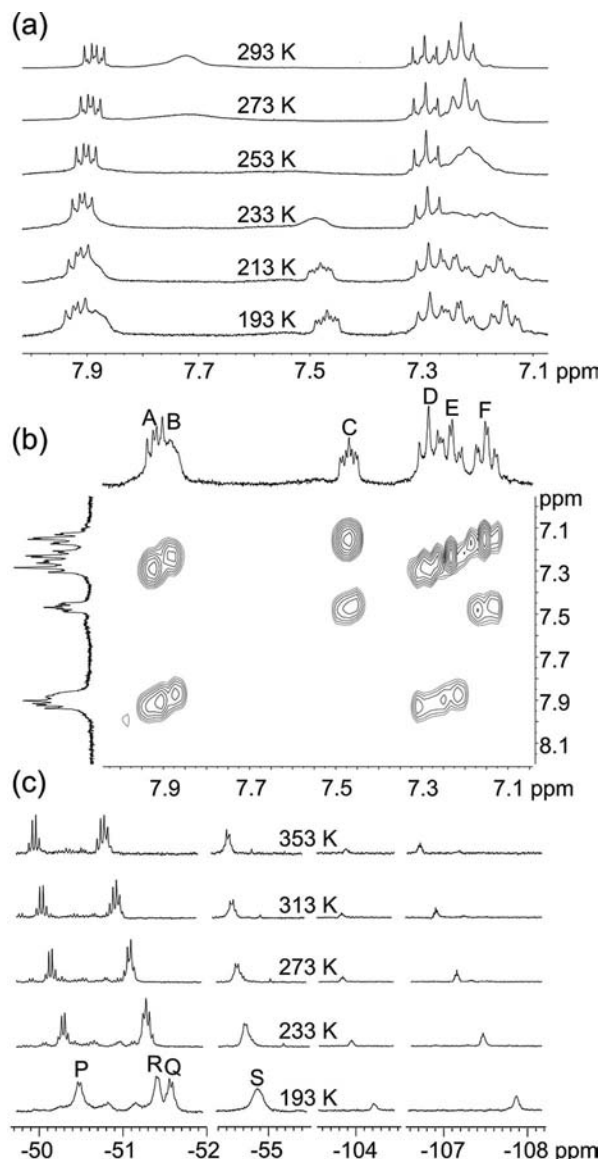 (a)
293 K
273 K
253 K
233 K
213 K
193 K
7.9 7.7 7.5 7.3 7.1 ppm
(b)
A B C D E F
ppm
7.1
7.3
7.5
7.7
7.9
8.1
7.9 7.7 7.5 7.3 7.1 ppm
(c)
353 K
313 K
273 K
233 K
P R Q S 193 K
-50 -51 -52 -55 -104 -107 -108 ppm